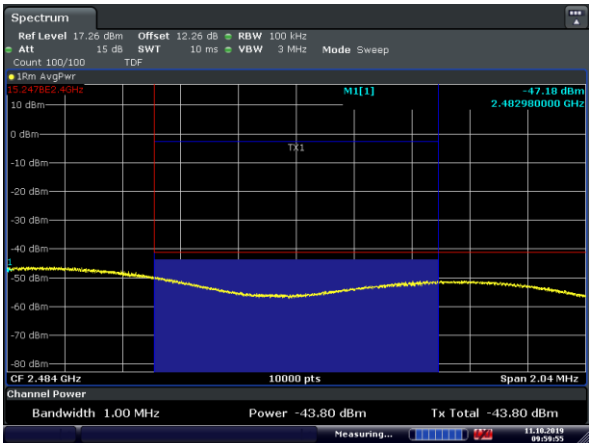 Spectrum
Ref Level 17.26 dBm Offset 12.26 dB RBW 100 kHz
Att 15 dB SWT 10 ms VBW 3 MHz Mode Sweep
Count 100/100 TDF
1Rm AvgPwr
15.247BE2.4GHz M1[1] -47.18 dBm
10 dBm 2.482980000 GHz
0 dBm
TX1
-10 dBm
-20 dBm
-30 dBm
-40 dBm
1
-50 dBm
-60 dBm
-70 dBm
-80 dBm
CF 2.484 GHz 10000 pts Span 2.04 MHz
Channel Power
Bandwidth 1.00 MHz Power -43.80 dBm Tx Total -43.80 dBm
Measuring... 11.10.2019
09:59:55